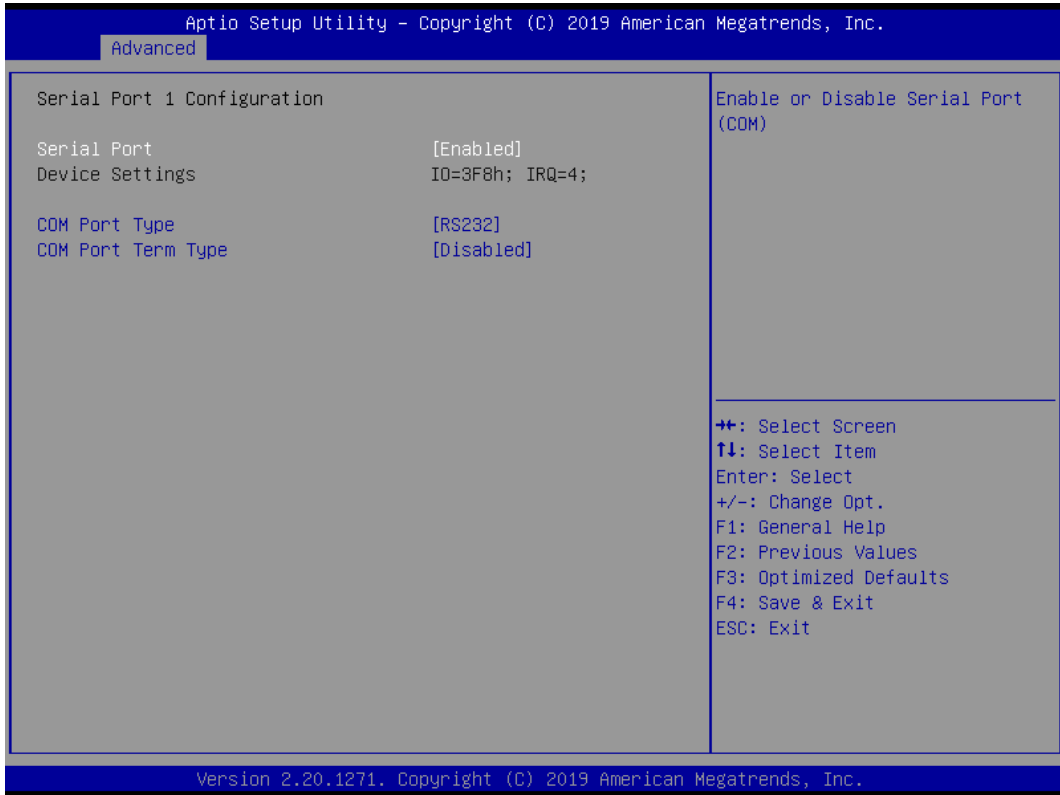 Aptio Setup Utility – Copyright (C) 2019 American Megatrends, Inc.
Advanced
Serial Port 1 Configuration
Serial Port [Enabled]
Device Settings IO=3F8h; IRQ=4;
COM Port Type [RS232]
COM Port Term Type [Disabled]
Enable or Disable Serial Port
(COM)
→←: Select Screen
↑↓: Select Item
Enter: Select
+/-: Change Opt.
F1: General Help
F2: Previous Values
F3: Optimized Defaults
F4: Save & Exit
ESC: Exit
Version 2.20.1271. Copyright (C) 2019 American Megatrends, Inc.